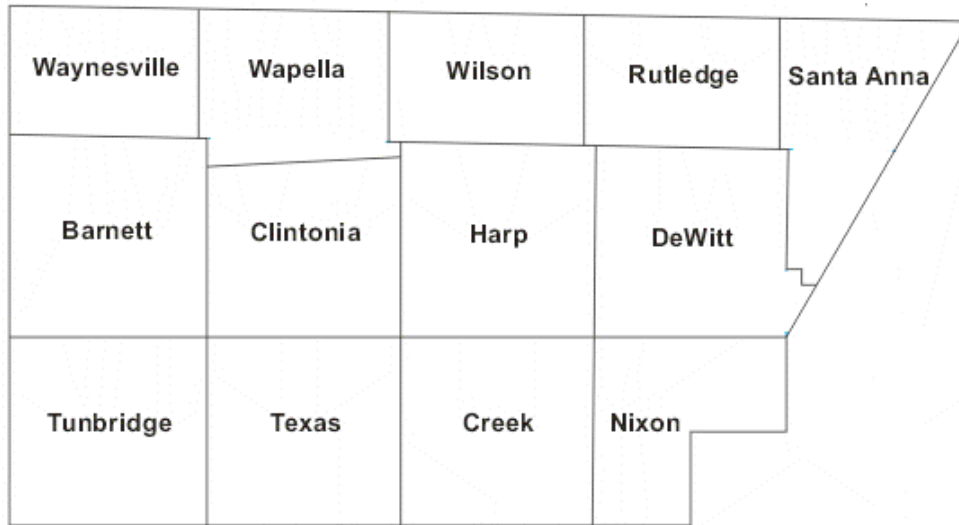 Waynesville
Wapella
Wilson
Rutledge
Santa Anna
Barnett
Clintonia
Harp
DeWitt
Tunbridge
Texas
Creek
Nixon